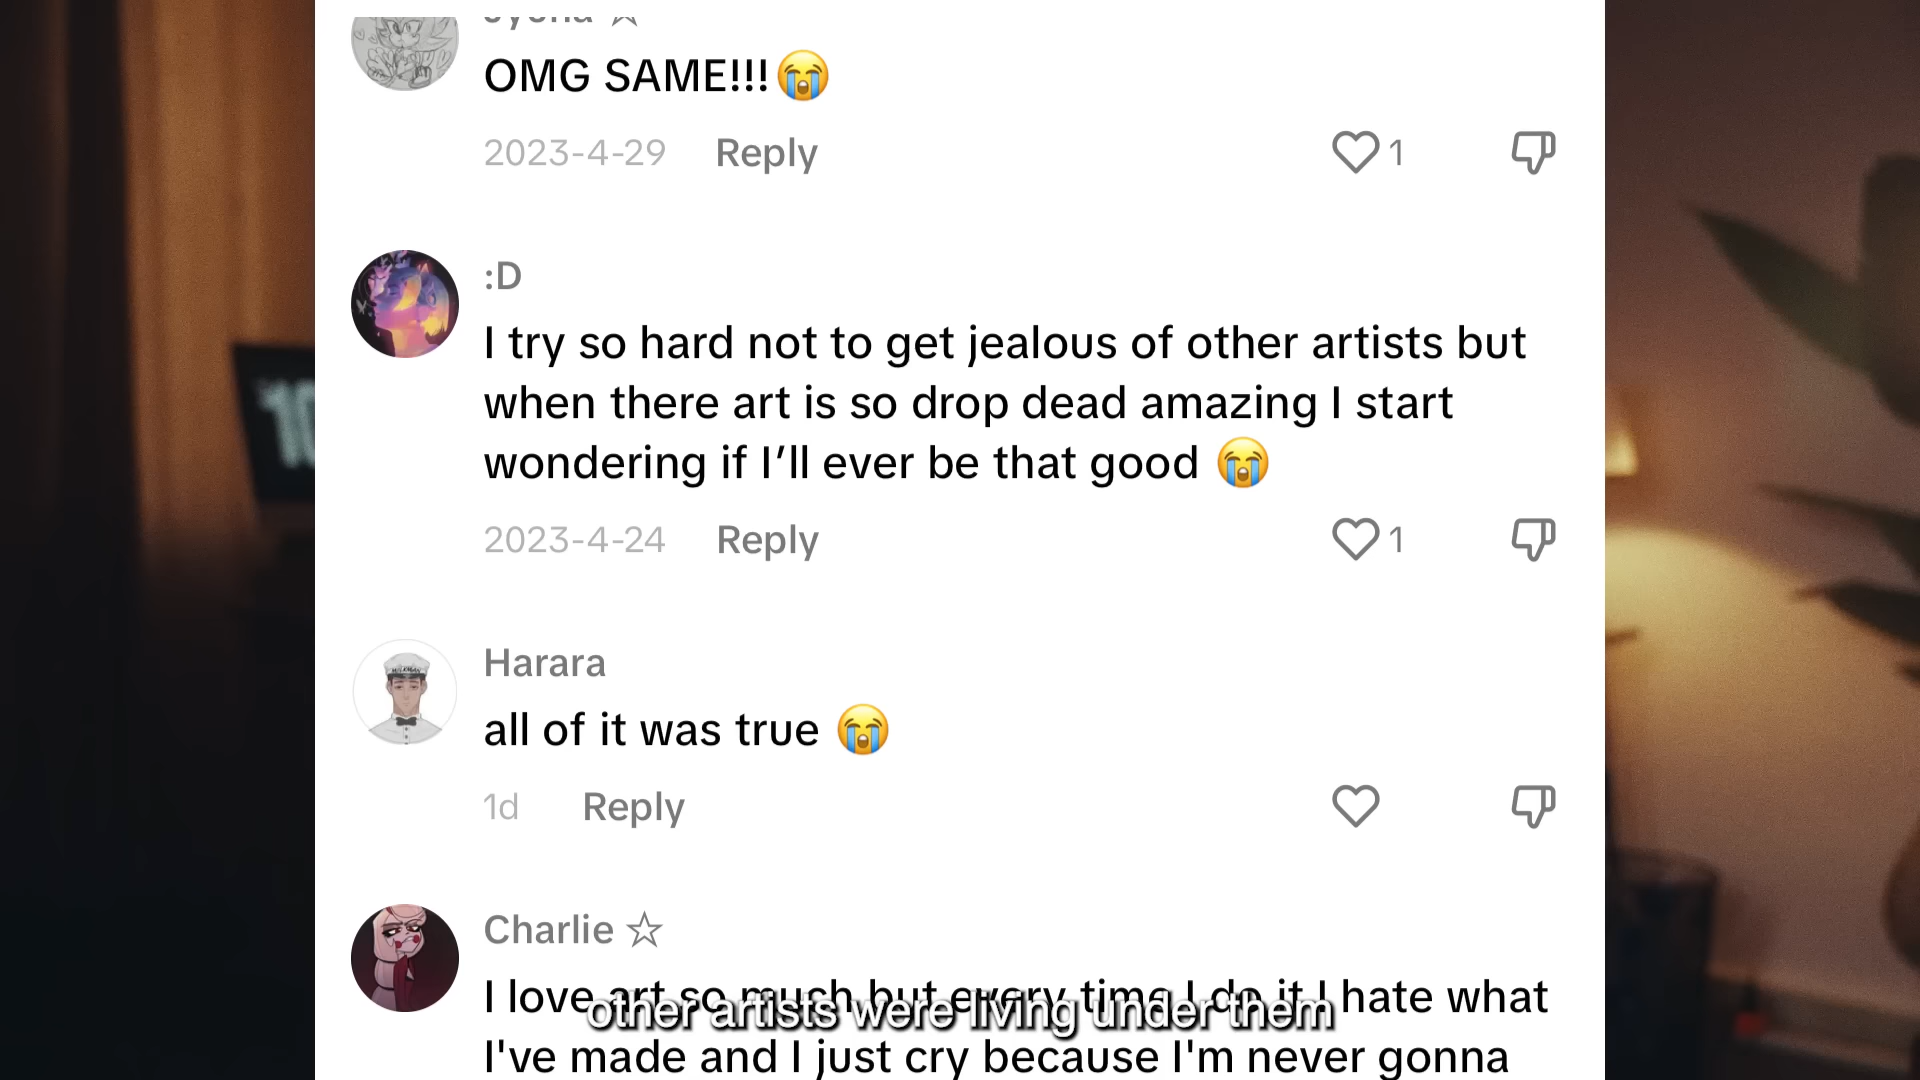 OMG SAME!!!😭
2023-4-29 Reply 1
:D
I try so hard not to get jealous of other artists but
when there art is so drop dead amazing I start
wondering if I’ll ever be that good 😭
2023-4-24 Reply 1
Harara
all of it was true 😭
1d Reply
Charlie ☆
I love art so much but every time I do it I hate what
other artists were living under them
I've made and I just cry because I'm never gonna